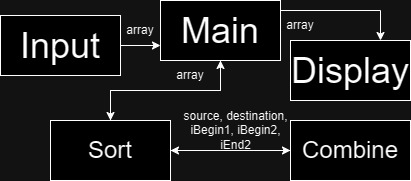 Input
array
Main
array
Display
array
Sort
source, destination,
iBegin1, iBegin2,
iEnd2
Combine